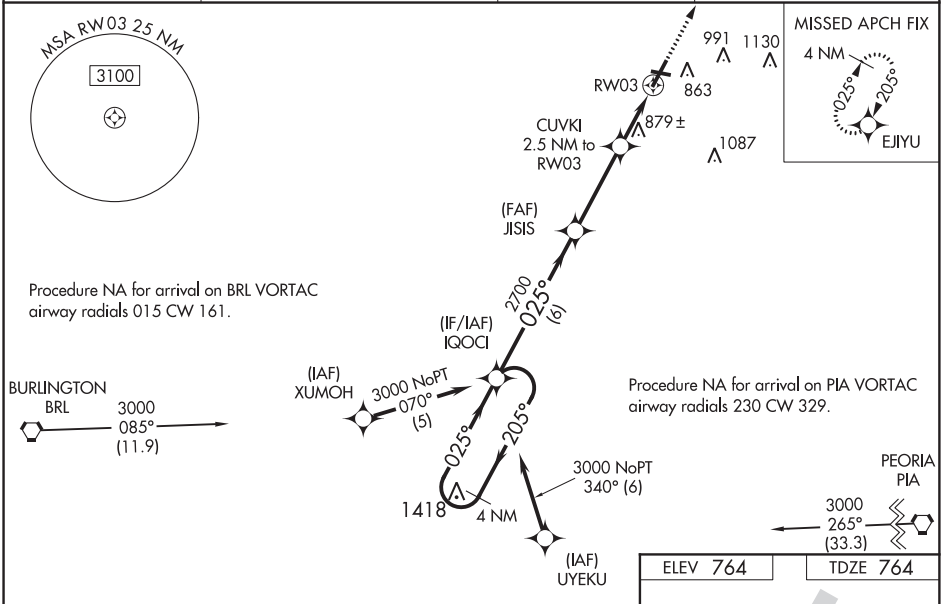 MSA RW03 25 NM
3100
991
1130
RW03
863
MISSED APCH FIX
4 NM
025°
205°
EJIYU
CUVKI
2.5 NM to
RW03
879±
1087
(FAF)
JISIS
Procedure NA for arrival on BRL VORTAC
airway radials 015 CW 161.
2700
025°
(6)
(IF/IAF)
IQOCI
BURLINGTON
BRL
3000
085°
(11.9)
(IAF)
XUMOH
3000 NoPT
070°
(5)
Procedure NA for arrival on PIA VORTAC
airway radials 230 CW 329.
025°
205°
1418
4 NM
3000 NoPT
340° (6)
(IAF)
UYEKU
PEORIA
PIA
3000
265°
(33.3)
ELEV 764
TDZE 764